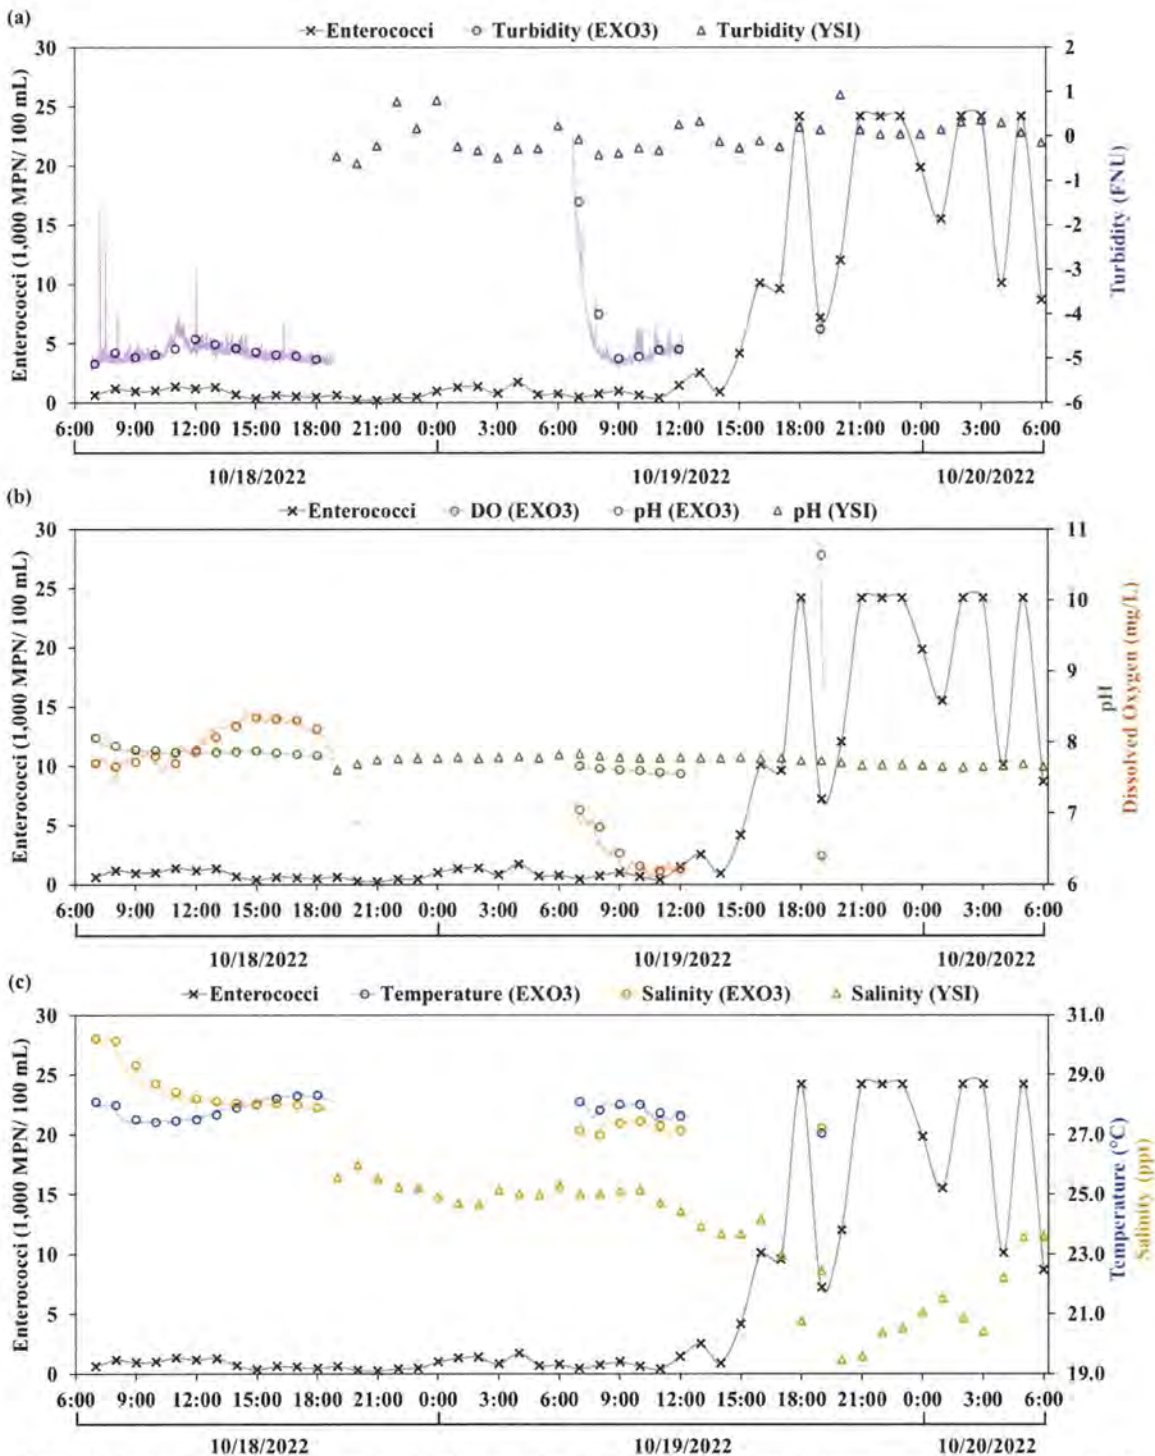 (a)
Enterococci Turbidity (EXO3) Turbidity (YSI)
Enterococci (1,000 MPN/ 100 mL)
30
25
20
15
10
5
0
2
1
0
-1
-2
-3
-4
-5
-6
Turbidity (FNU)
6:00 9:00 12:00 15:00 18:00 21:00 0:00 3:00 6:00 9:00 12:00 15:00 18:00 21:00 0:00 3:00 6:00
10/18/2022 10/19/2022 10/20/2022
(b)
Enterococci DO (EXO3) pH (EXO3) pH (YSI)
Enterococci (1,000 MPN/ 100 mL)
30
25
20
15
10
5
0
11
10
9
8
7
6
pH
Dissolved Oxygen (mg/L)
6:00 9:00 12:00 15:00 18:00 21:00 0:00 3:00 6:00 9:00 12:00 15:00 18:00 21:00 0:00 3:00 6:00
10/18/2022 10/19/2022 10/20/2022
(c)
Enterococci Temperature (EXO3) Salinity (EXO3) Salinity (YSI)
Enterococci (1,000 MPN/ 100 mL)
30
25
20
15
10
5
0
31.0
29.0
27.0
25.0
23.0
21.0
19.0
Temperature (°C)
Salinity (ppt)
6:00 9:00 12:00 15:00 18:00 21:00 0:00 3:00 6:00 9:00 12:00 15:00 18:00 21:00 0:00 3:00 6:00
10/18/2022 10/19/2022 10/20/2022